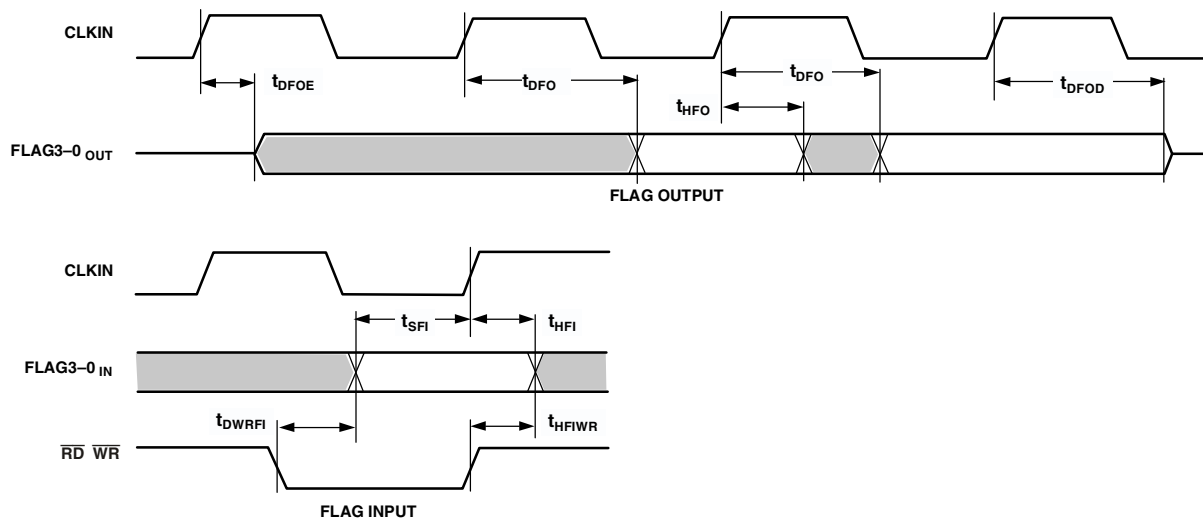 CLKIN
tDFOE
tDFO
tDFO
tHFO
tDFOD
FLAG3–0 OUT
FLAG OUTPUT
CLKIN
tSFI
tHFI
FLAG3–0 IN
tDWRFI
tHFIWR
RD WR
FLAG INPUT